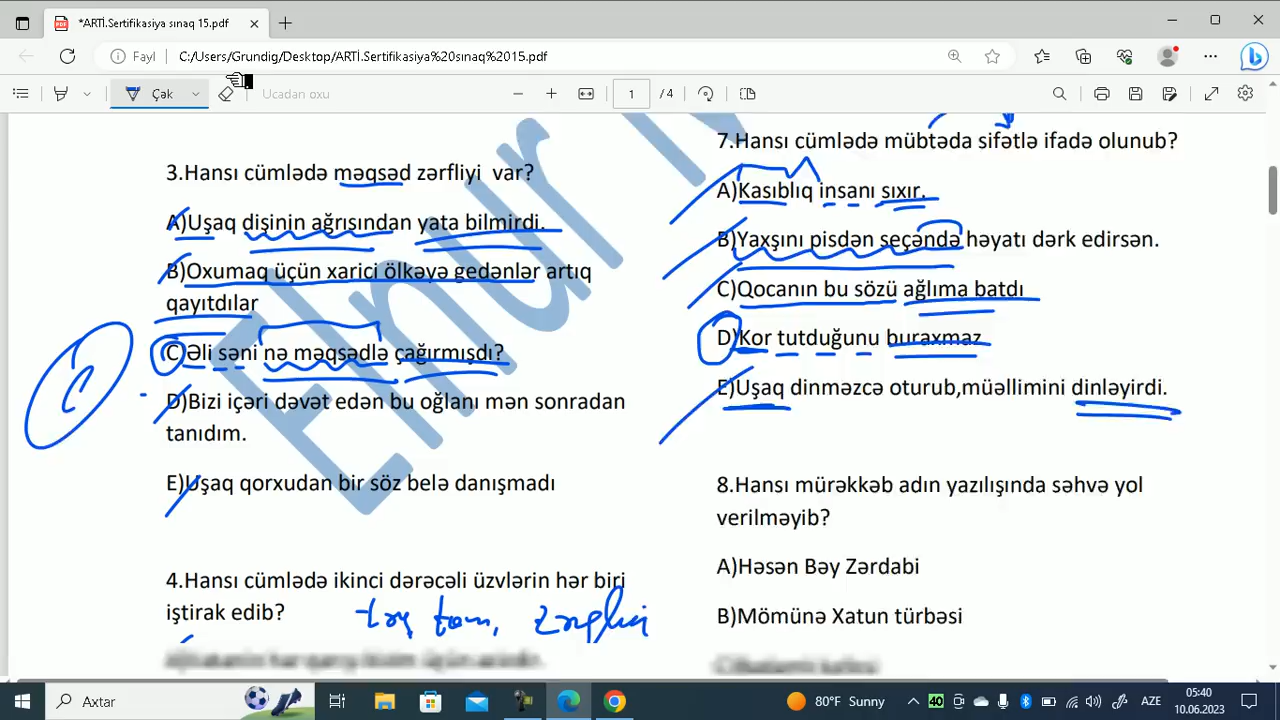 *ARTİ.Sertifikasiya sınaq 15.pdf
Fayl
C:/Users/Grundig/Desktop/ARTİ.Sertifikasiya%20sınaq%2015.pdf
Çək
Ucadan oxu
1 / 4
3.Hansı cümlədə məqsəd zərfliyi var?
A)Uşaq dişinin ağrısından yata bilmirdi.
B)Oxumaq üçün xarici ölkəyə gedənlər artıq
qayıtdılar
C)Əli səni nə məqsədlə çağırmışdı?
D)Bizi içəri dəvət edən bu oğlanı mən sonradan
tanıdım.
E)Uşaq qorxudan bir söz belə danışmadı
C
4.Hansı cümlədə ikinci dərəcəli üzvlərin hər biri
iştirak edib?
7.Hansı cümlədə mübtəda sifətlə ifadə olunub?
A)Kasıblıq insanı sıxır.
B)Yaxşını pisdən seçəndə həyatı dərk edirsən.
C)Qocanın bu sözü ağlıma batdı
D)Kor tutduğunu buraxmaz
E)Uşaq dinməzcə oturub,müəllimini dinləyirdi.
8.Hansı mürəkkəb adın yazılışında səhvə yol
verilməyib?
A)Həsən Bəy Zərdabi
B)Mömünə Xatun türbəsi
Elnur
Axtar
80°F Sunny
40
AZE
05:40
10.06.2023